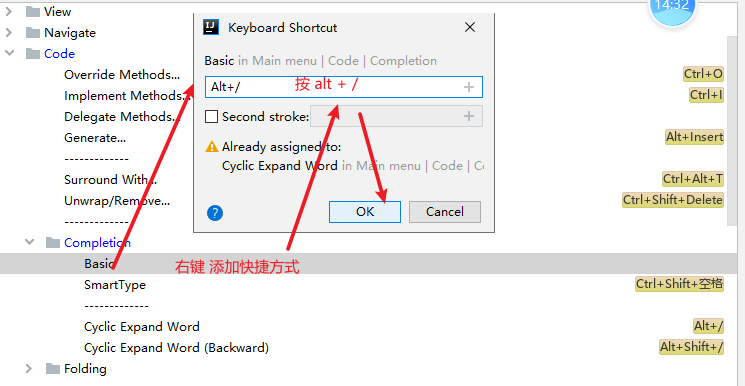 14:32
View
Navigate
Code
Override Methods... Ctrl+O
Implement Methods... Ctrl+I
Delegate Methods...
Generate... Alt+Insert
-------------
Surround With... Ctrl+Alt+T
Unwrap/Remove... Ctrl+Shift+Delete
-------------
Completion
Basic
SmartType Ctrl+Shift+空格
-------------
Cyclic Expand Word Alt+/
Cyclic Expand Word (Backward) Alt+Shift+/
Folding
IJ Keyboard Shortcut
Basic in Main menu | Code | Completion
Alt+/
按 alt + /
Second stroke:
Already assigned to:
Cyclic Expand Word in Main menu | Code | Co
? OK Cancel
右键 添加快捷方式